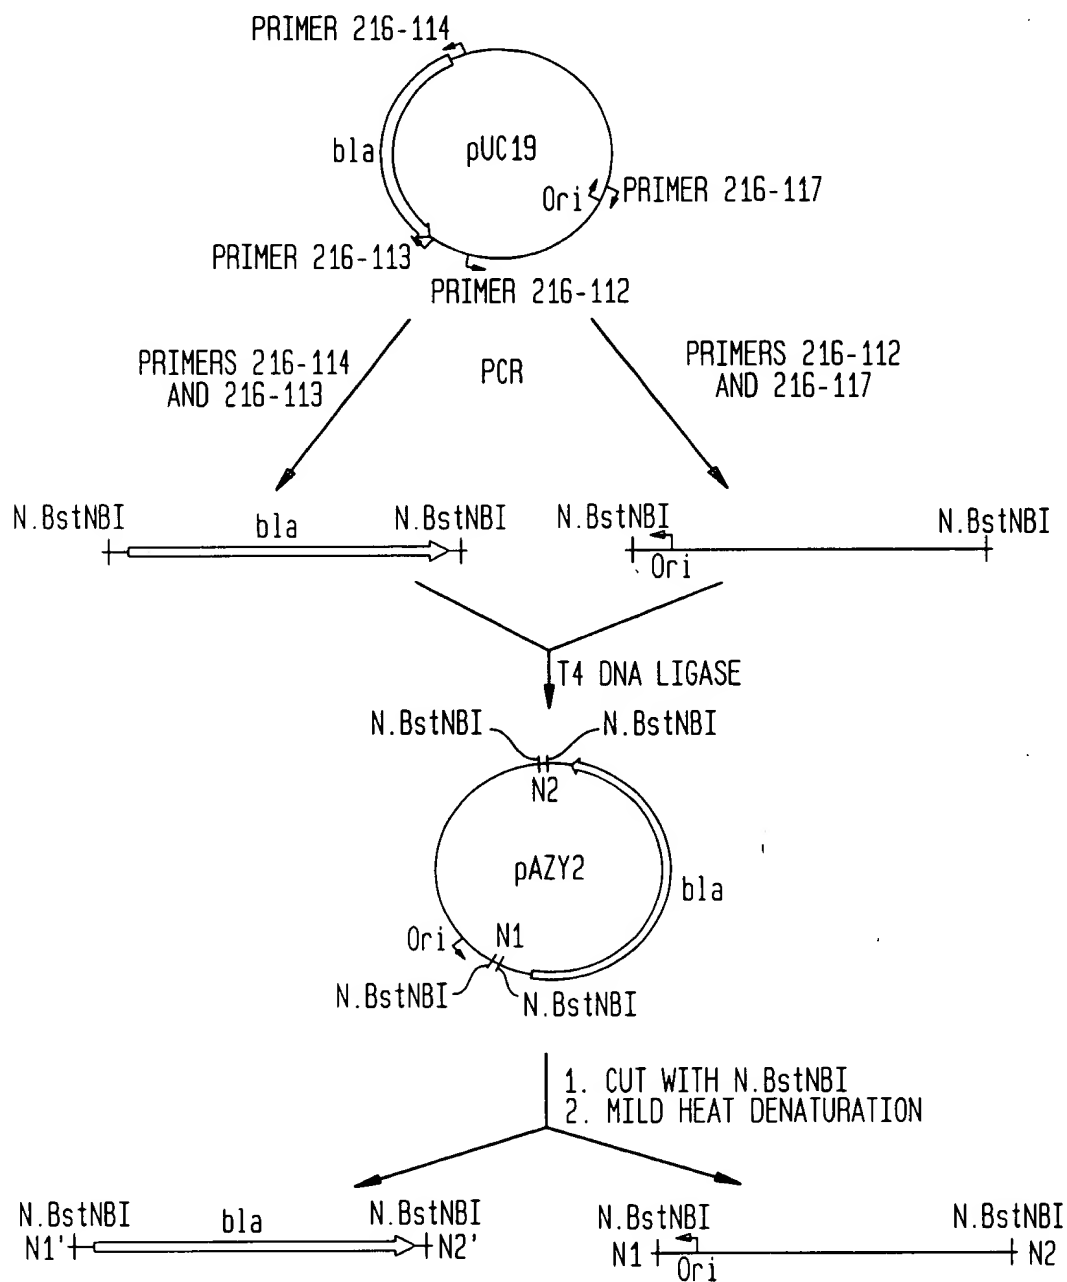 PRIMER 216-114
bla
pUC19
Ori
PRIMER 216-117
PRIMER 216-113
PRIMER 216-112
PRIMERS 216-114
AND 216-113
PCR
PRIMERS 216-112
AND 216-117
N.BstNBI
bla
N.BstNBI
N.BstNBI
Ori
N.BstNBI
T4 DNA LIGASE
N.BstNBI
N.BstNBI
N2
pAZY2
bla
Ori
N1
N.BstNBI
N.BstNBI
1. CUT WITH N.BstNBI
2. MILD HEAT DENATURATION
N.BstNBI
bla
N.BstNBI
N1'
N2'
N.BstNBI
N.BstNBI
N1
Ori
N2